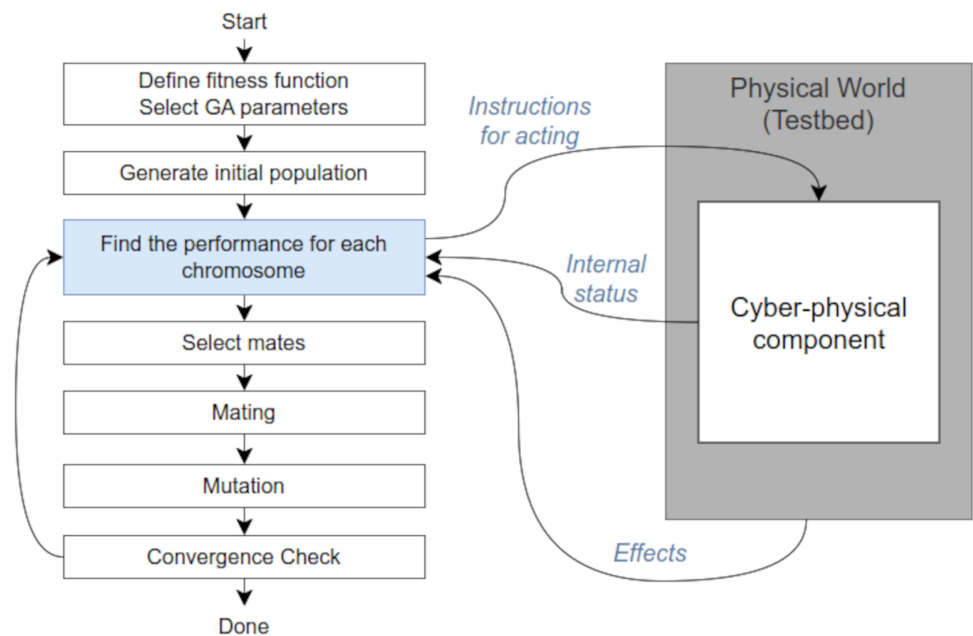 Start
Define fitness function
Select GA parameters
Generate initial population
Find the performance for each
chromosome
Select mates
Mating
Mutation
Convergence Check
Done
Instructions
for acting
Internal
status
Effects
Physical World
(Testbed)
Cyber-physical
component